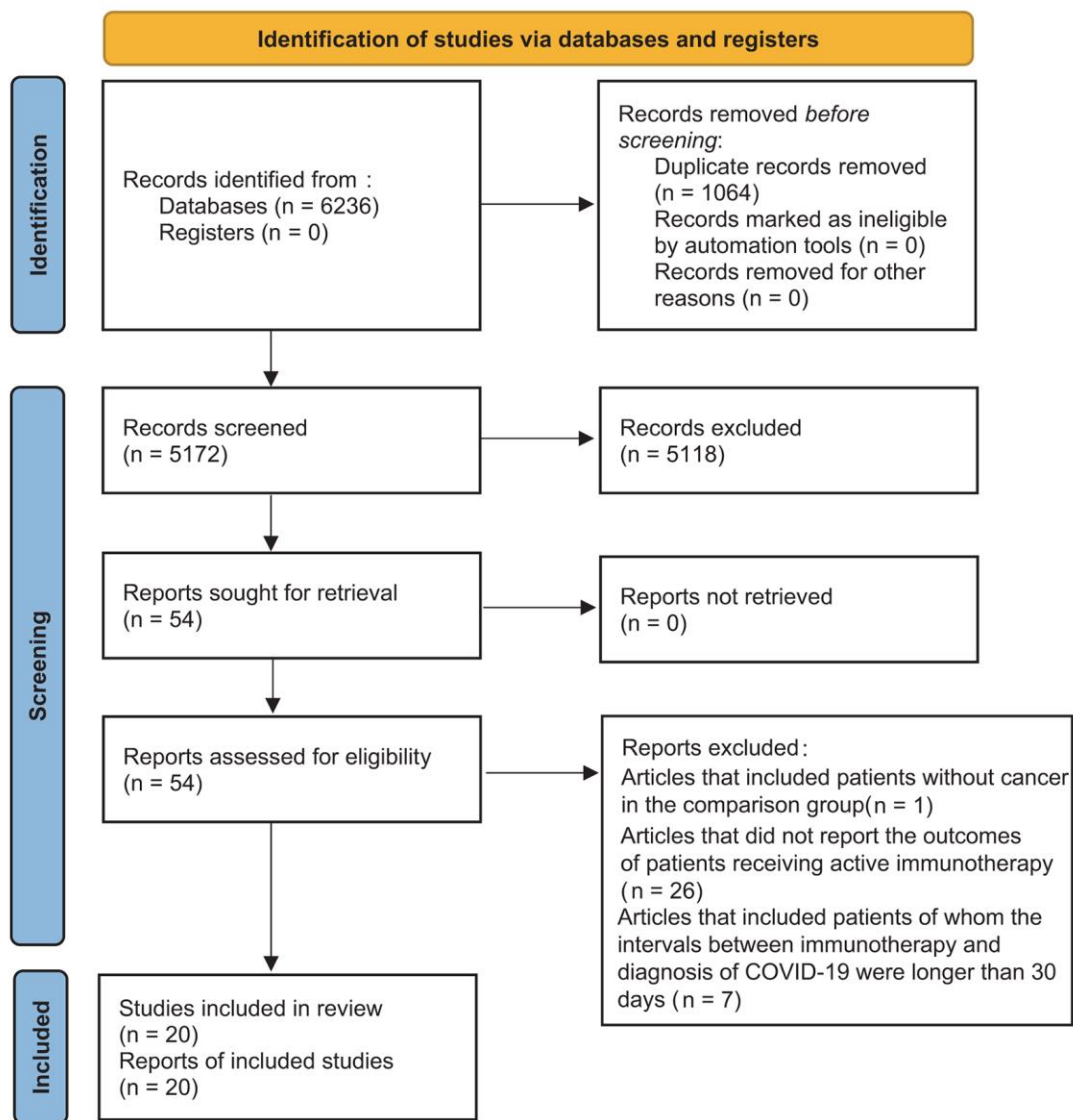 Identification of studies via databases and registers
Identification
Records identified from :
Databases (n = 6236)
Registers (n = 0)
Records removed before
screening:
Duplicate records removed
(n = 1064)
Records marked as ineligible
by automation tools (n = 0)
Records removed for other
reasons (n = 0)
Screening
Records screened
(n = 5172)
Records excluded
(n = 5118)
Reports sought for retrieval
(n = 54)
Reports not retrieved
(n = 0)
Reports assessed for eligibility
(n = 54)
Reports excluded:
Articles that included patients without cancer
in the comparison group(n = 1)
Articles that did not report the outcomes
of patients receiving active immunotherapy
(n = 26)
Articles that included patients of whom the
intervals between immunotherapy and
diagnosis of COVID-19 were longer than 30
days (n = 7)
Included
Studies included in review
(n = 20)
Reports of included studies
(n = 20)